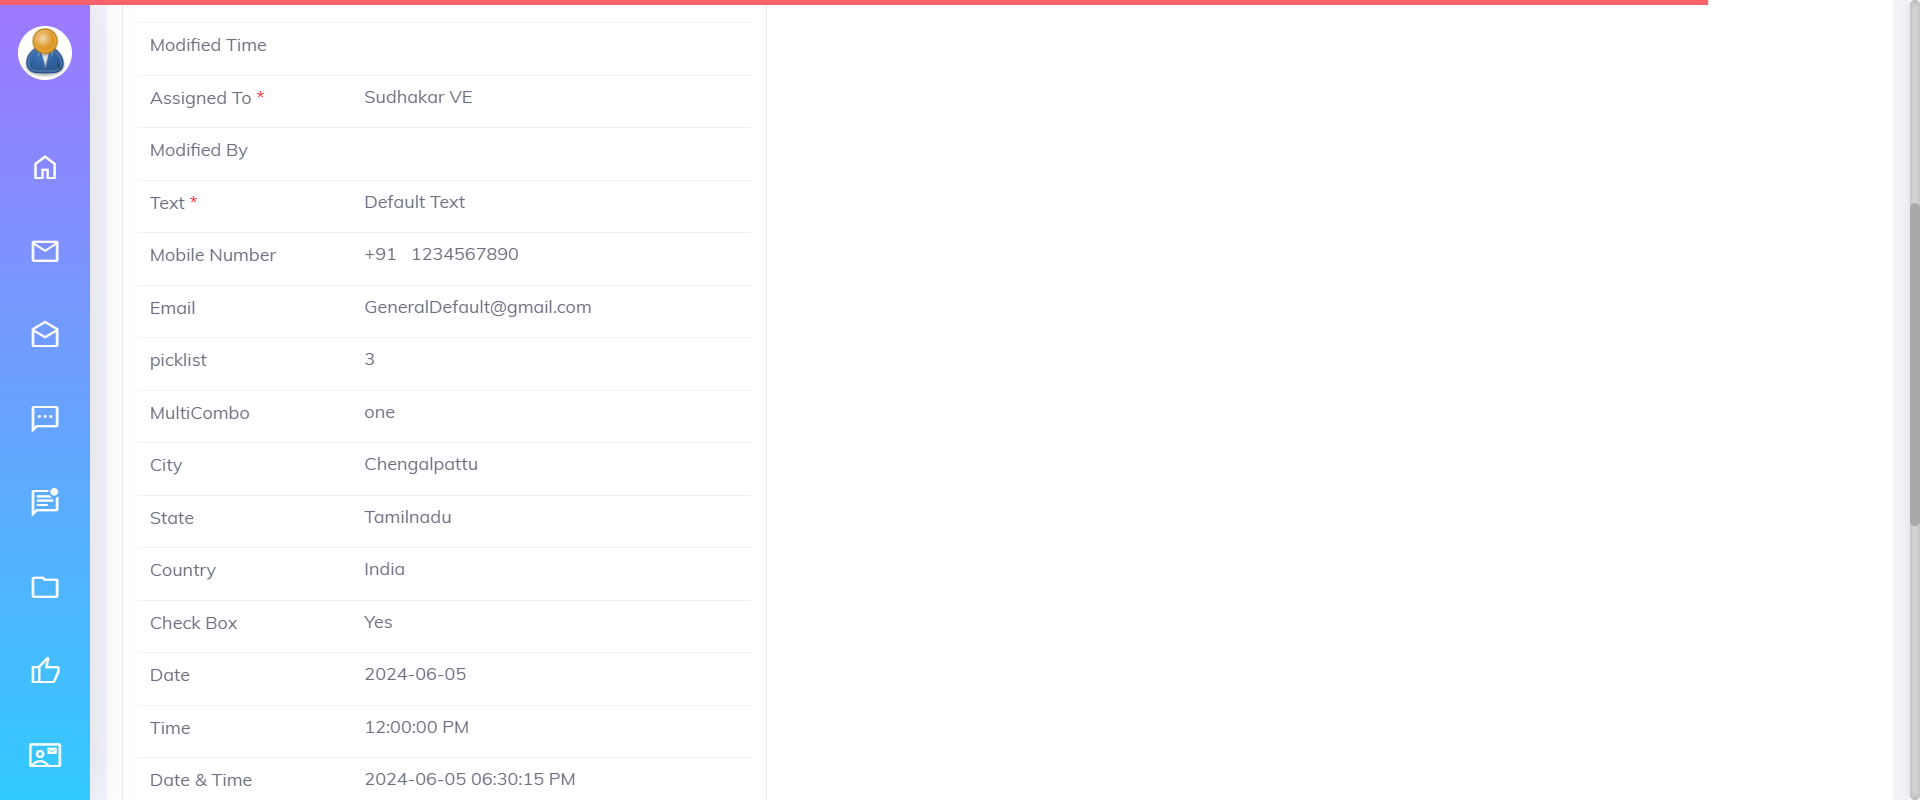 Modified Time
Assigned To * Sudhakar VE
Modified By
Text * Default Text
Mobile Number +91 1234567890
Email GeneralDefault@gmail.com
picklist 3
MultiCombo one
City Chengalpattu
State Tamilnadu
Country India
Check Box Yes
Date 2024-06-05
Time 12:00:00 PM
Date & Time 2024-06-05 06:30:15 PM